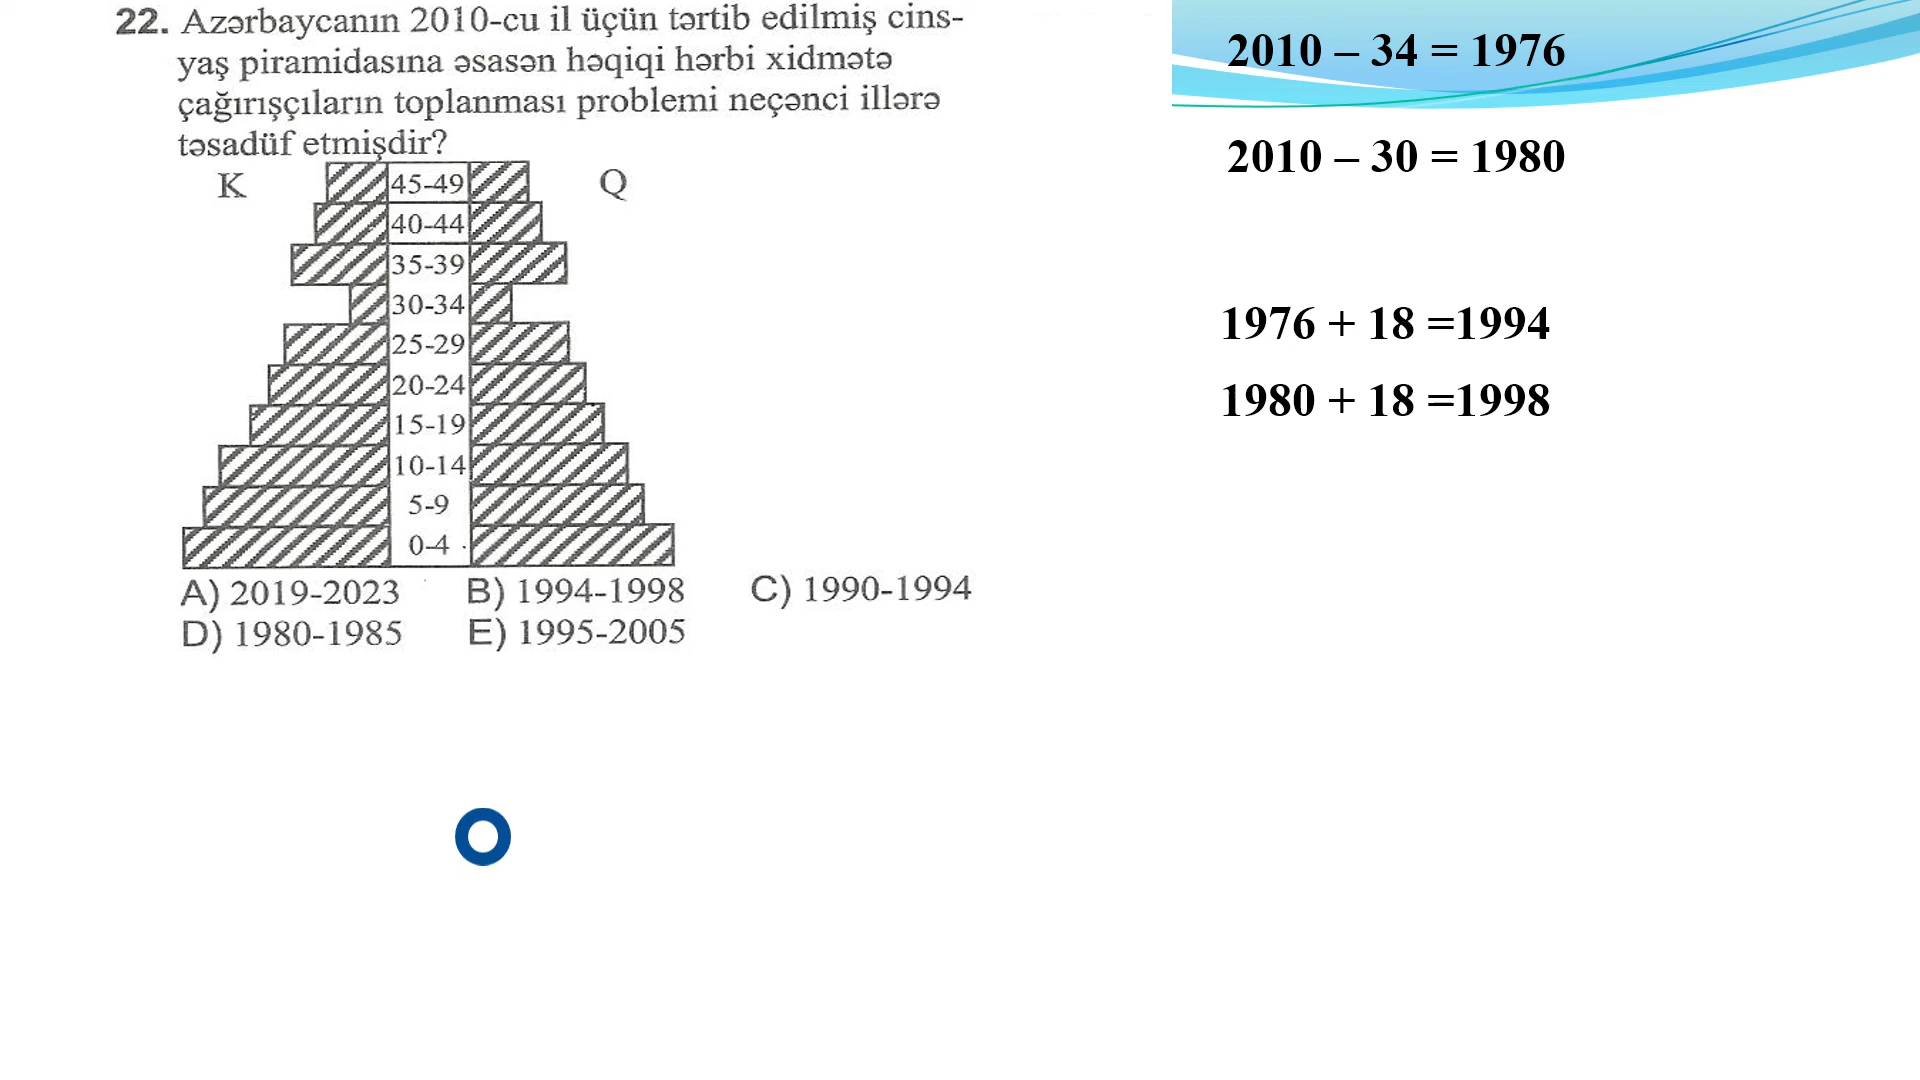 22. Azərbaycanın 2010-cu il üçün tərtib edilmiş cins-
yaş piramidasına əsasən həqiqi hərbi xidmətə
çağırışçıların toplanması problemi neçənci illərə
təsadüf etmişdir?
K
Q
45-49
40-44
35-39
30-34
25-29
20-24
15-19
10-14
5-9
0-4
A) 2019-2023 B) 1994-1998 C) 1990-1994
D) 1980-1985 E) 1995-2005
2010 – 34 = 1976
2010 – 30 = 1980
1976 + 18 =1994
1980 + 18 =1998